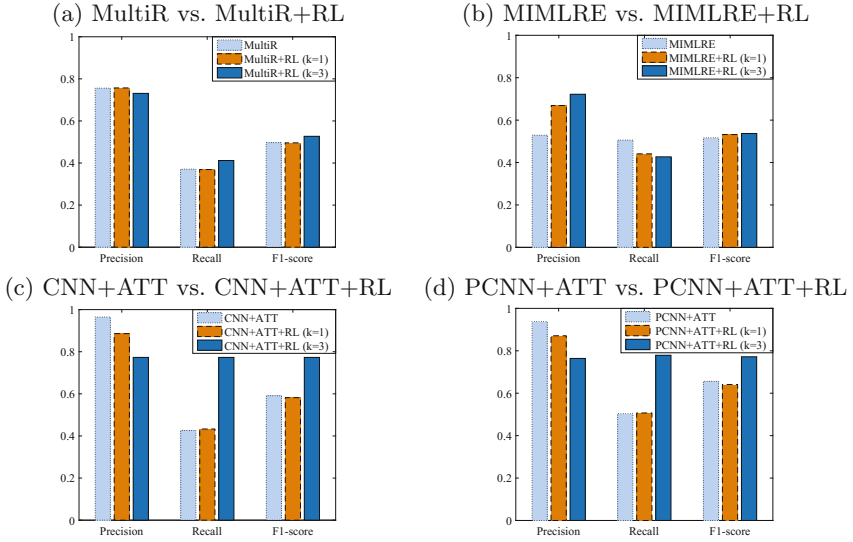 (a) MultiR vs. MultiR+RL
1
0.8
0.6
0.4
0.2
0
MultiR
MultiR+RL (k=1)
MultiR+RL (k=3)
Precision Recall F1-score
(b) MIMLRE vs. MIMLRE+RL
1
0.8
0.6
0.4
0.2
0
MIMLRE
MIMLRE+RL (k=1)
MIMLRE+RL (k=3)
Precision Recall F1-score
(c) CNN+ATT vs. CNN+ATT+RL
1
0.8
0.6
0.4
0.2
0
CNN+ATT
CNN+ATT+RL (k=1)
CNN+ATT+RL (k=3)
Precision Recall F1-score
(d) PCNN+ATT vs. PCNN+ATT+RL
1
0.8
0.6
0.4
0.2
0
PCNN+ATT
PCNN+ATT+RL (k=1)
PCNN+ATT+RL (k=3)
Precision Recall F1-score